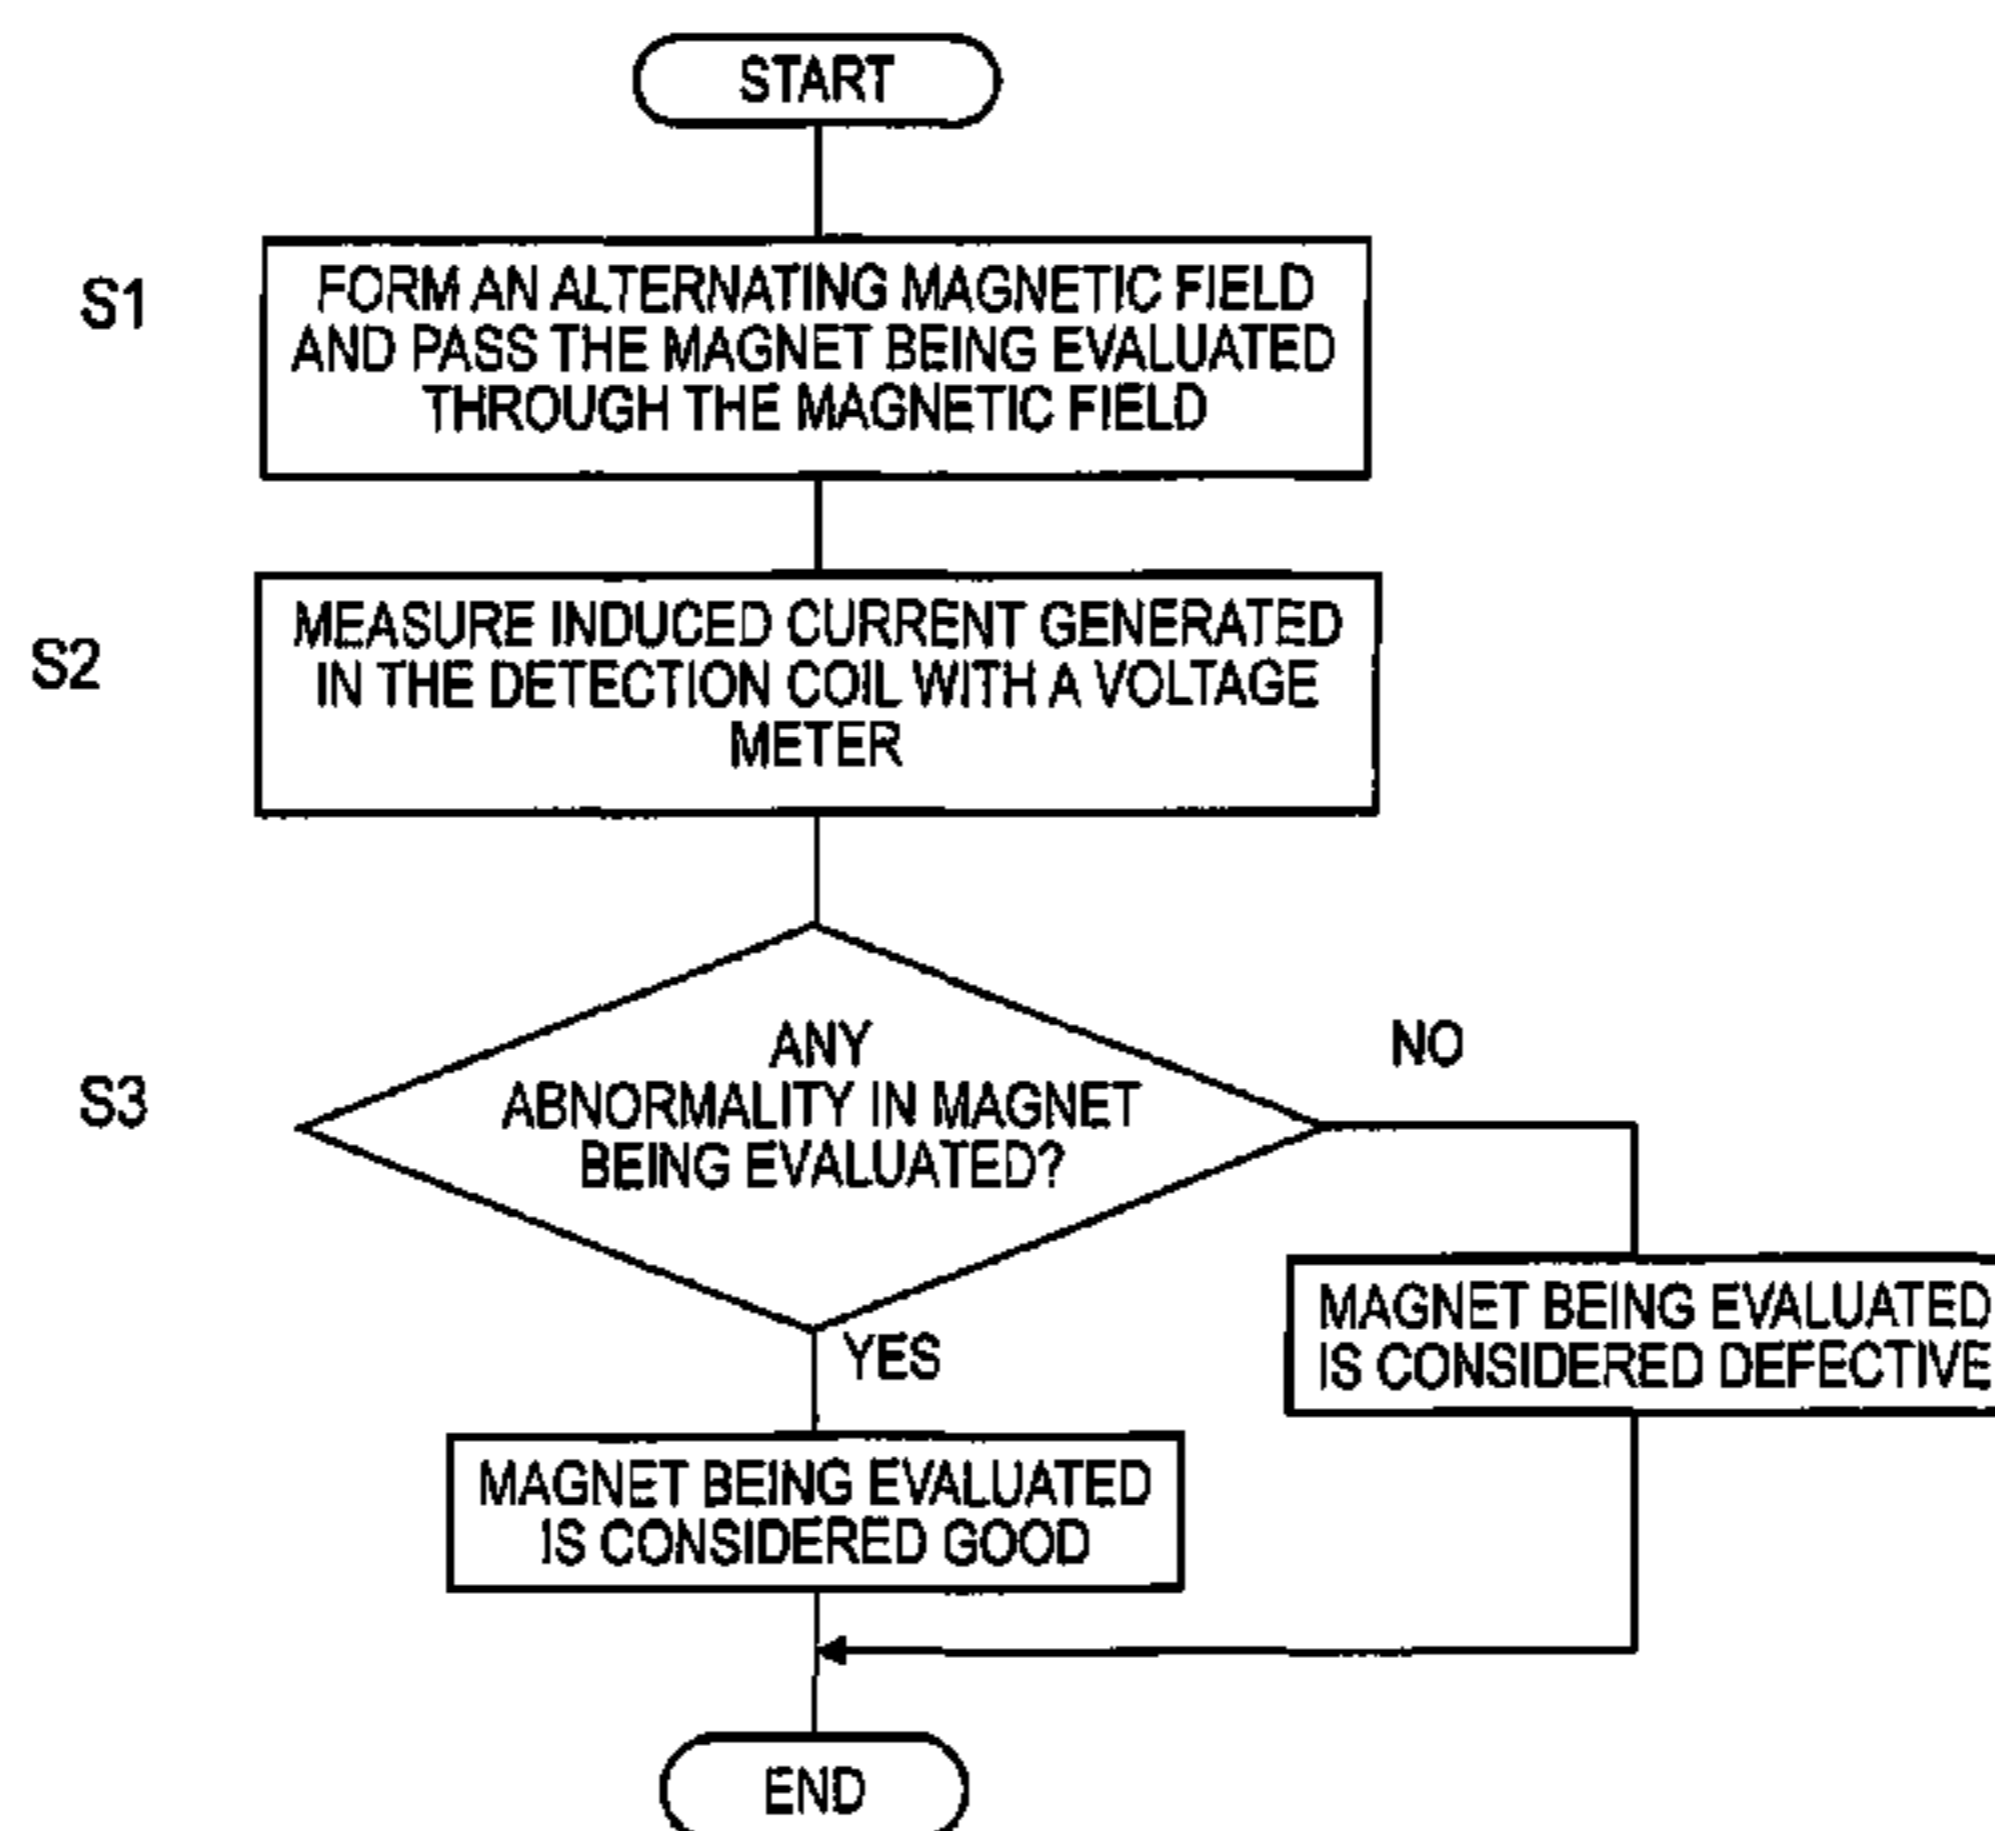 START
S1
FORM AN ALTERNATING MAGNETIC FIELD
AND PASS THE MAGNET BEING EVALUATED
THROUGH THE MAGNETIC FIELD
S2
MEASURE INDUCED CURRENT GENERATED
IN THE DETECTION COIL WITH A VOLTAGE
METER
S3
ANY
ABNORMALITY IN MAGNET
BEING EVALUATED?
NO
MAGNET BEING EVALUATED
IS CONSIDERED DEFECTIVE
YES
MAGNET BEING EVALUATED
IS CONSIDERED GOOD
END